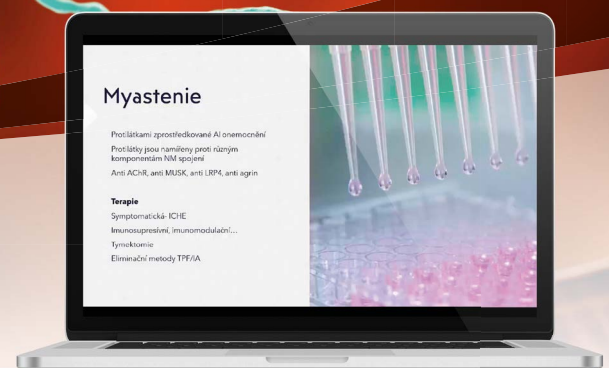 Myastenie
Protilátkami zprostředkované AI onemocnění
Protilátky jsou namířeny proti různým
komponentám NM spojení
Anti AChR, anti MUSK, anti LRP4, anti agrin
Terapie
Symptomatická- ICHE
Imunosupresivní, imunomodulační...
Tymektomie
Eliminační metody TPF/IA